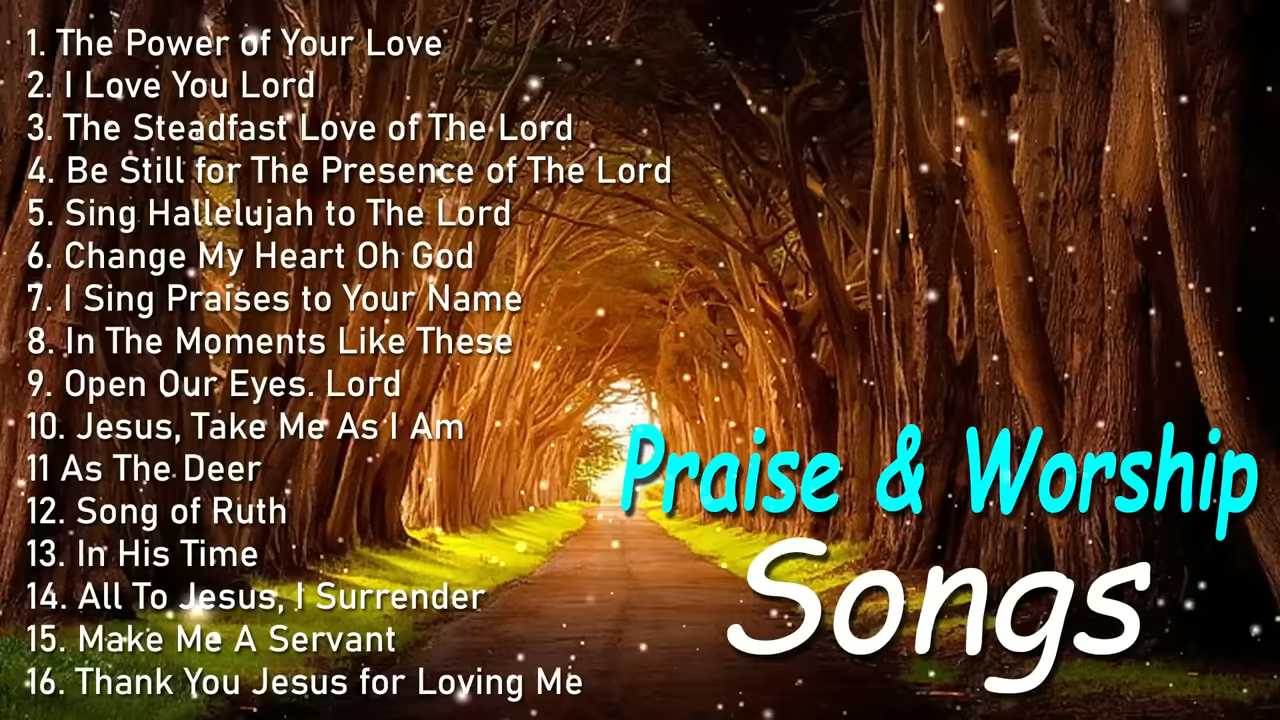 1. The Power of Your Love
2. I Love You Lord
3. The Steadfast Love of The Lord
4. Be Still for The Presence of The Lord
5. Sing Hallelujah to The Lord
6. Change My Heart Oh God
7. I Sing Praises to Your Name
8. In The Moments Like These
9. Open Our Eyes. Lord
10. Jesus, Take Me As I Am
11 As The Deer
12. Song of Ruth
13. In His Time
14. All To Jesus, I Surrender
15. Make Me A Servant
16. Thank You Jesus for Loving Me
Praise & Worship
Songs